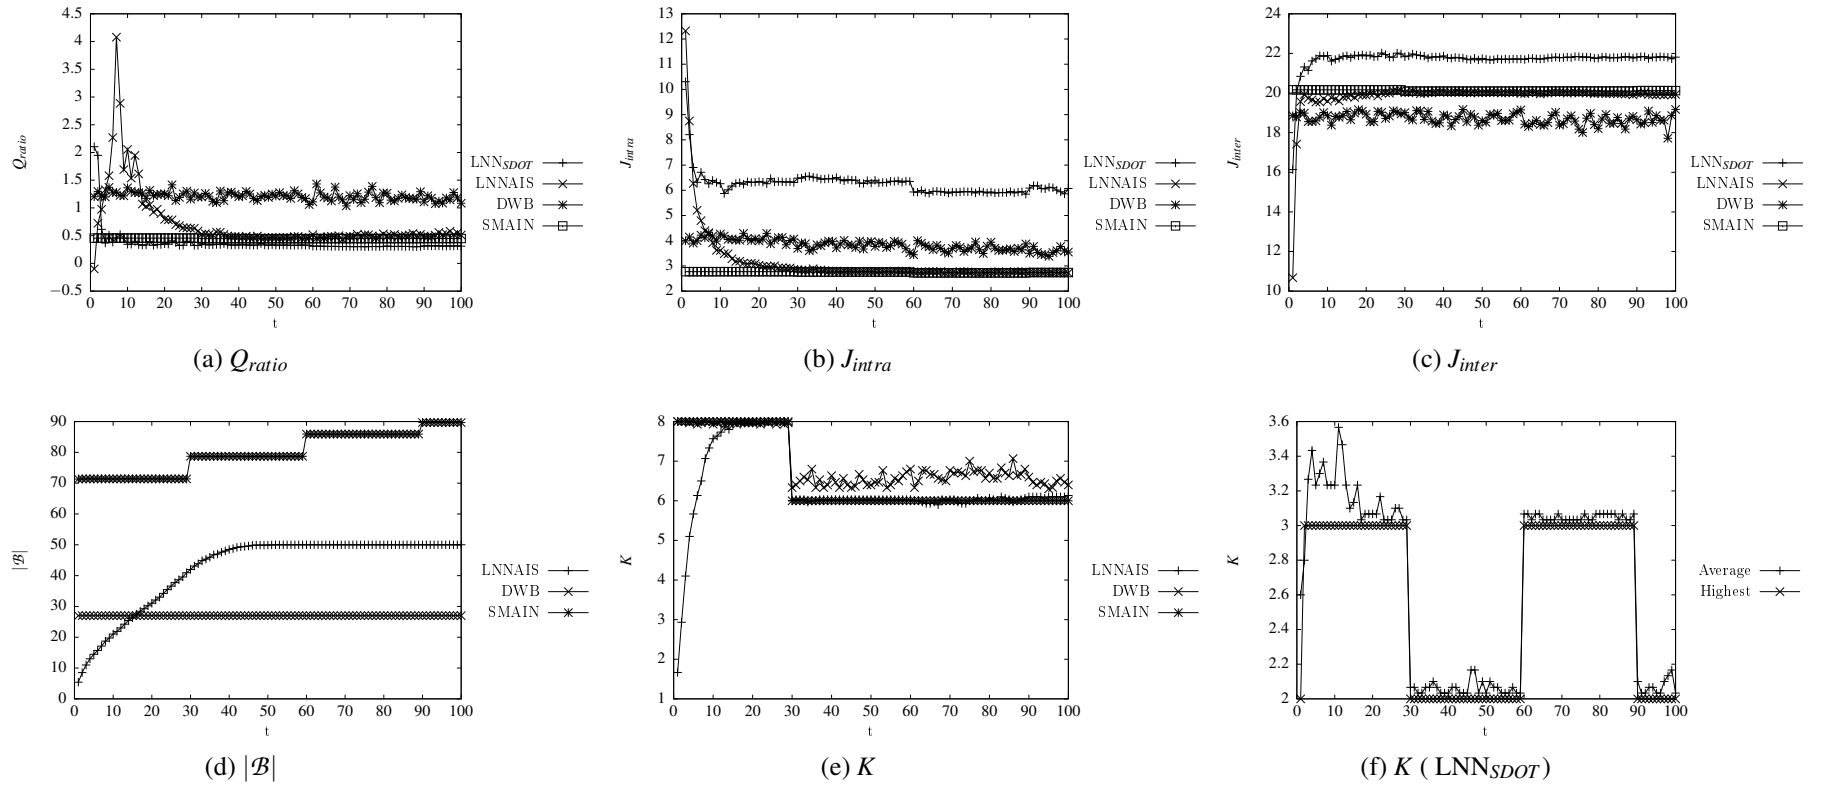 4.5
4
3.5
3
2.5
2
1.5
1
0.5
0
−0.5
0 10 20 30 40 50 60 70 80 90 100
Q_ratio
t
LNN_SDOT
LNNAIS
DWB
SMAIN
(a) Q_ratio
13
12
11
10
9
8
7
6
5
4
3
2
0 20 40 60 80 100
J_intra
t
LNN_SDOT
LNNAIS
DWB
SMAIN
(b) J_intra
24
22
20
18
16
14
12
10
0 10 20 30 40 50 60 70 80 90 100
J_inter
t
LNN_SDOT
LNNAIS
DWB
SMAIN
(c) J_inter
90
80
70
60
50
40
30
20
10
0
0 10 20 30 40 50 60 70 80 90 100
|ℬ|
t
LNNAIS
DWB
SMAIN
(d) |ℬ|
8
7
6
5
4
3
2
1
0 10 20 30 40 50 60 70 80 90 100
K
t
LNNAIS
DWB
SMAIN
(e) K
3.6
3.4
3.2
3
2.8
2.6
2.4
2.2
2
0 10 20 30 40 50 60 70 80 90 100
K
t
Average
Highest
(f) K ( LNN_SDOT)